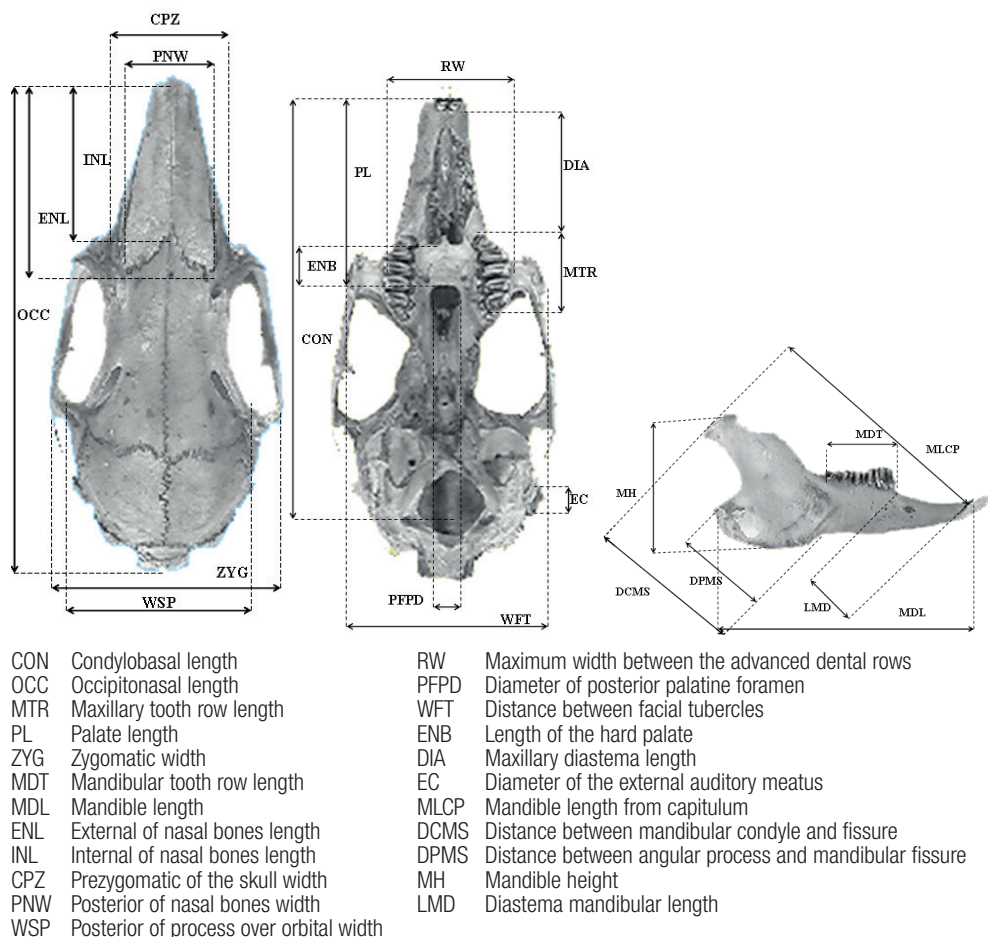 CPZ
PNW
RW
INL
PL
DIA
ENL
ENB
MTR
OCC
CON
MDT
MLCP
MH
EC
DPMS
DCMS
LMD
MDL
ZYG
WSP
PFPD
WFT
CON Condylobasal length
OCC Occipitonasal length
MTR Maxillary tooth row length
PL Palate length
ZYG Zygomatic width
MDT Mandibular tooth row length
MDL Mandible length
ENL External of nasal bones length
INL Internal of nasal bones length
CPZ Prezygomatic of the skull width
PNW Posterior of nasal bones width
WSP Posterior of process over orbital width
RW Maximum width between the advanced dental rows
PFPD Diameter of posterior palatine foramen
WFT Distance between facial tubercles
ENB Length of the hard palate
DIA Maxillary diastema length
EC Diameter of the external auditory meatus
MLCP Mandible length from capitulum
DCMS Distance between mandibular condyle and fissure
DPMS Distance between angular process and mandibular fissure
MH Mandible height
LMD Diastema mandibular length